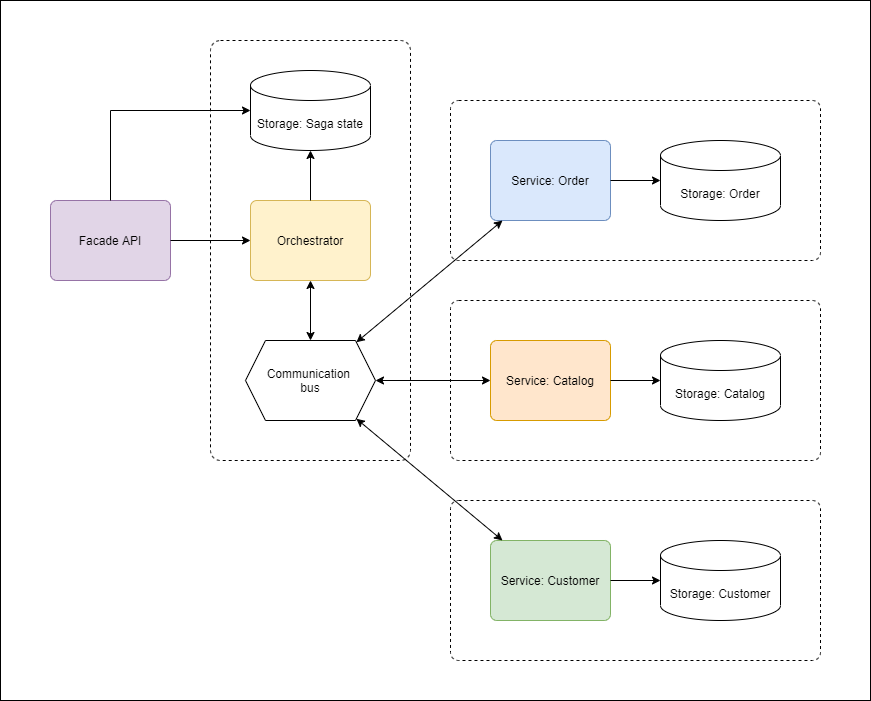 Storage: Saga state
Facade API
Orchestrator
Communication
bus
Service: Order
Storage: Order
Service: Catalog
Storage: Catalog
Service: Customer
Storage: Customer